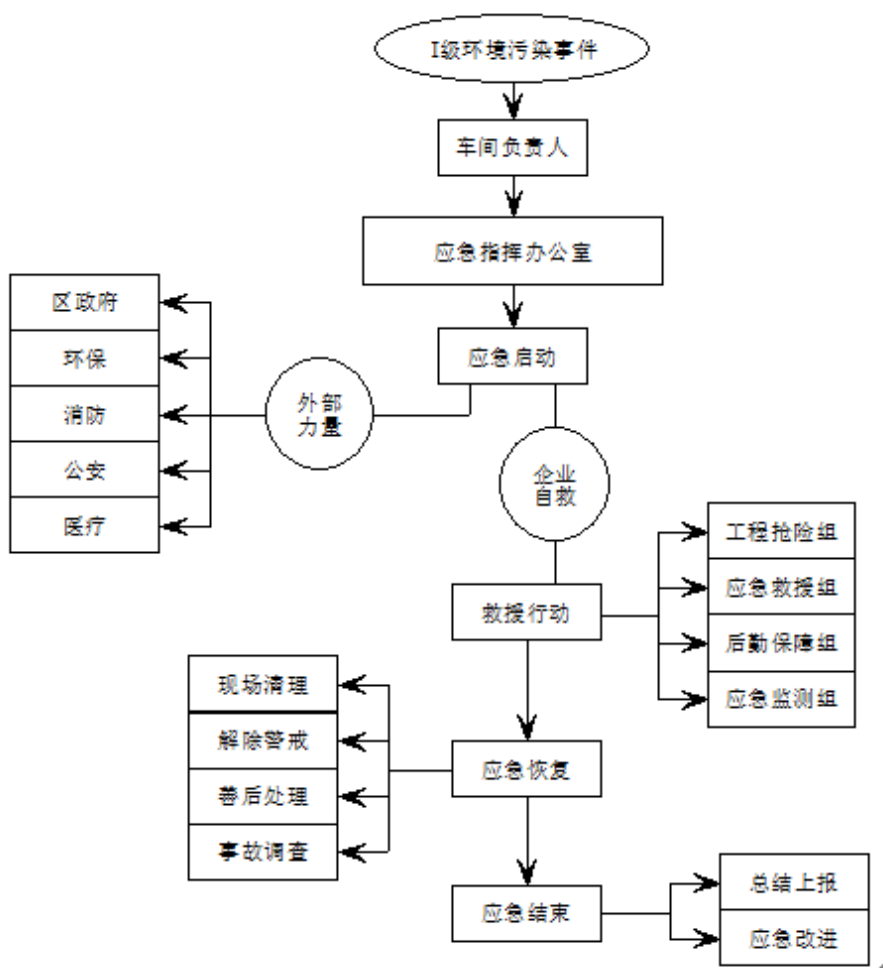 I级环境污染事件
车间负责人
应急指挥办公室
应急启动
区政府
环保
消防
公安
医疗
外部
力量
企业
自救
救援行动
工程抢险组
应急救援组
后勤保障组
应急监测组
现场清理
解除警戒
善后处理
事故调查
应急恢复
应急结束
总结上报
应急改进